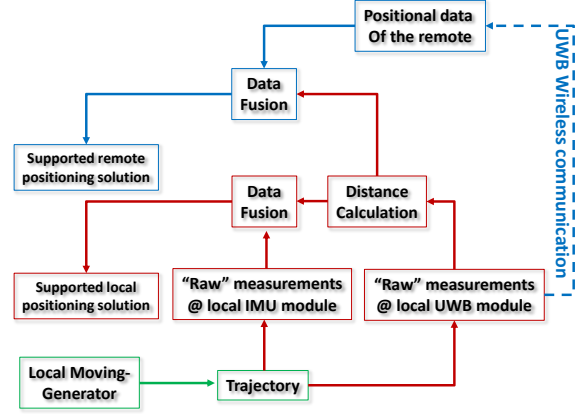 Positional data
Of the remote
UWB Wireless communication
Data
Fusion
Supported remote
positioning solution
Data
Fusion
Distance
Calculation
Supported local
positioning solution
“Raw” measurements
@ local IMU module
“Raw” measurements
@ local UWB module
Local Moving-
Generator
Trajectory